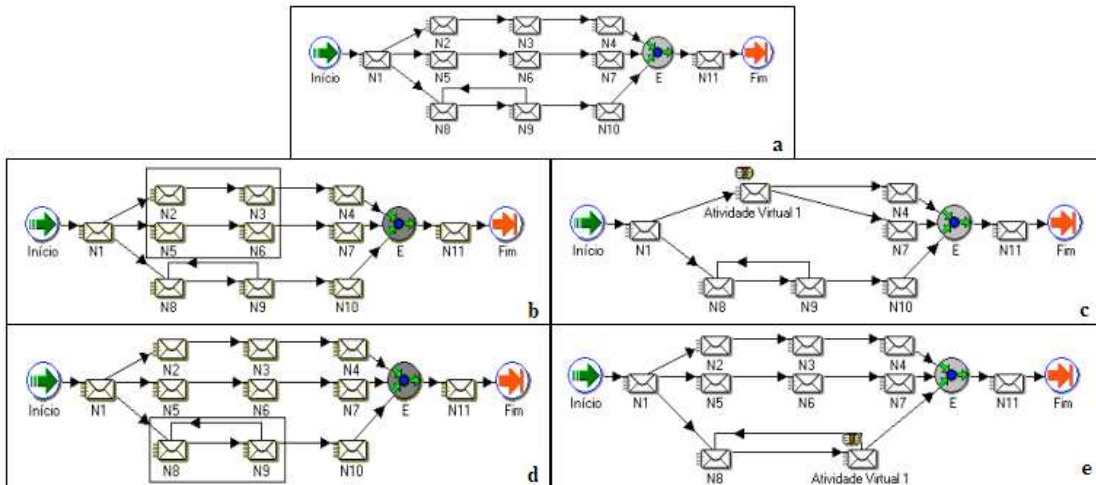 N2 N3 N4
Início N1 N5 N6 N7 E N11 Fim
N8 N9 N10
a
N2 N3 N4
Início N1 N5 N6 N7 E N11 Fim
N8 N9 N10
b
Atividade Virtual 1 N4
Início N1 N7 E N11 Fim
N8 N9 N10
c
N2 N3 N4
Início N1 N5 N6 N7 E N11 Fim
N8 N9 N10
d
N2 N3 N4
Início N1 N5 N6 N7 E N11 Fim
N8 Atividade Virtual 1
e